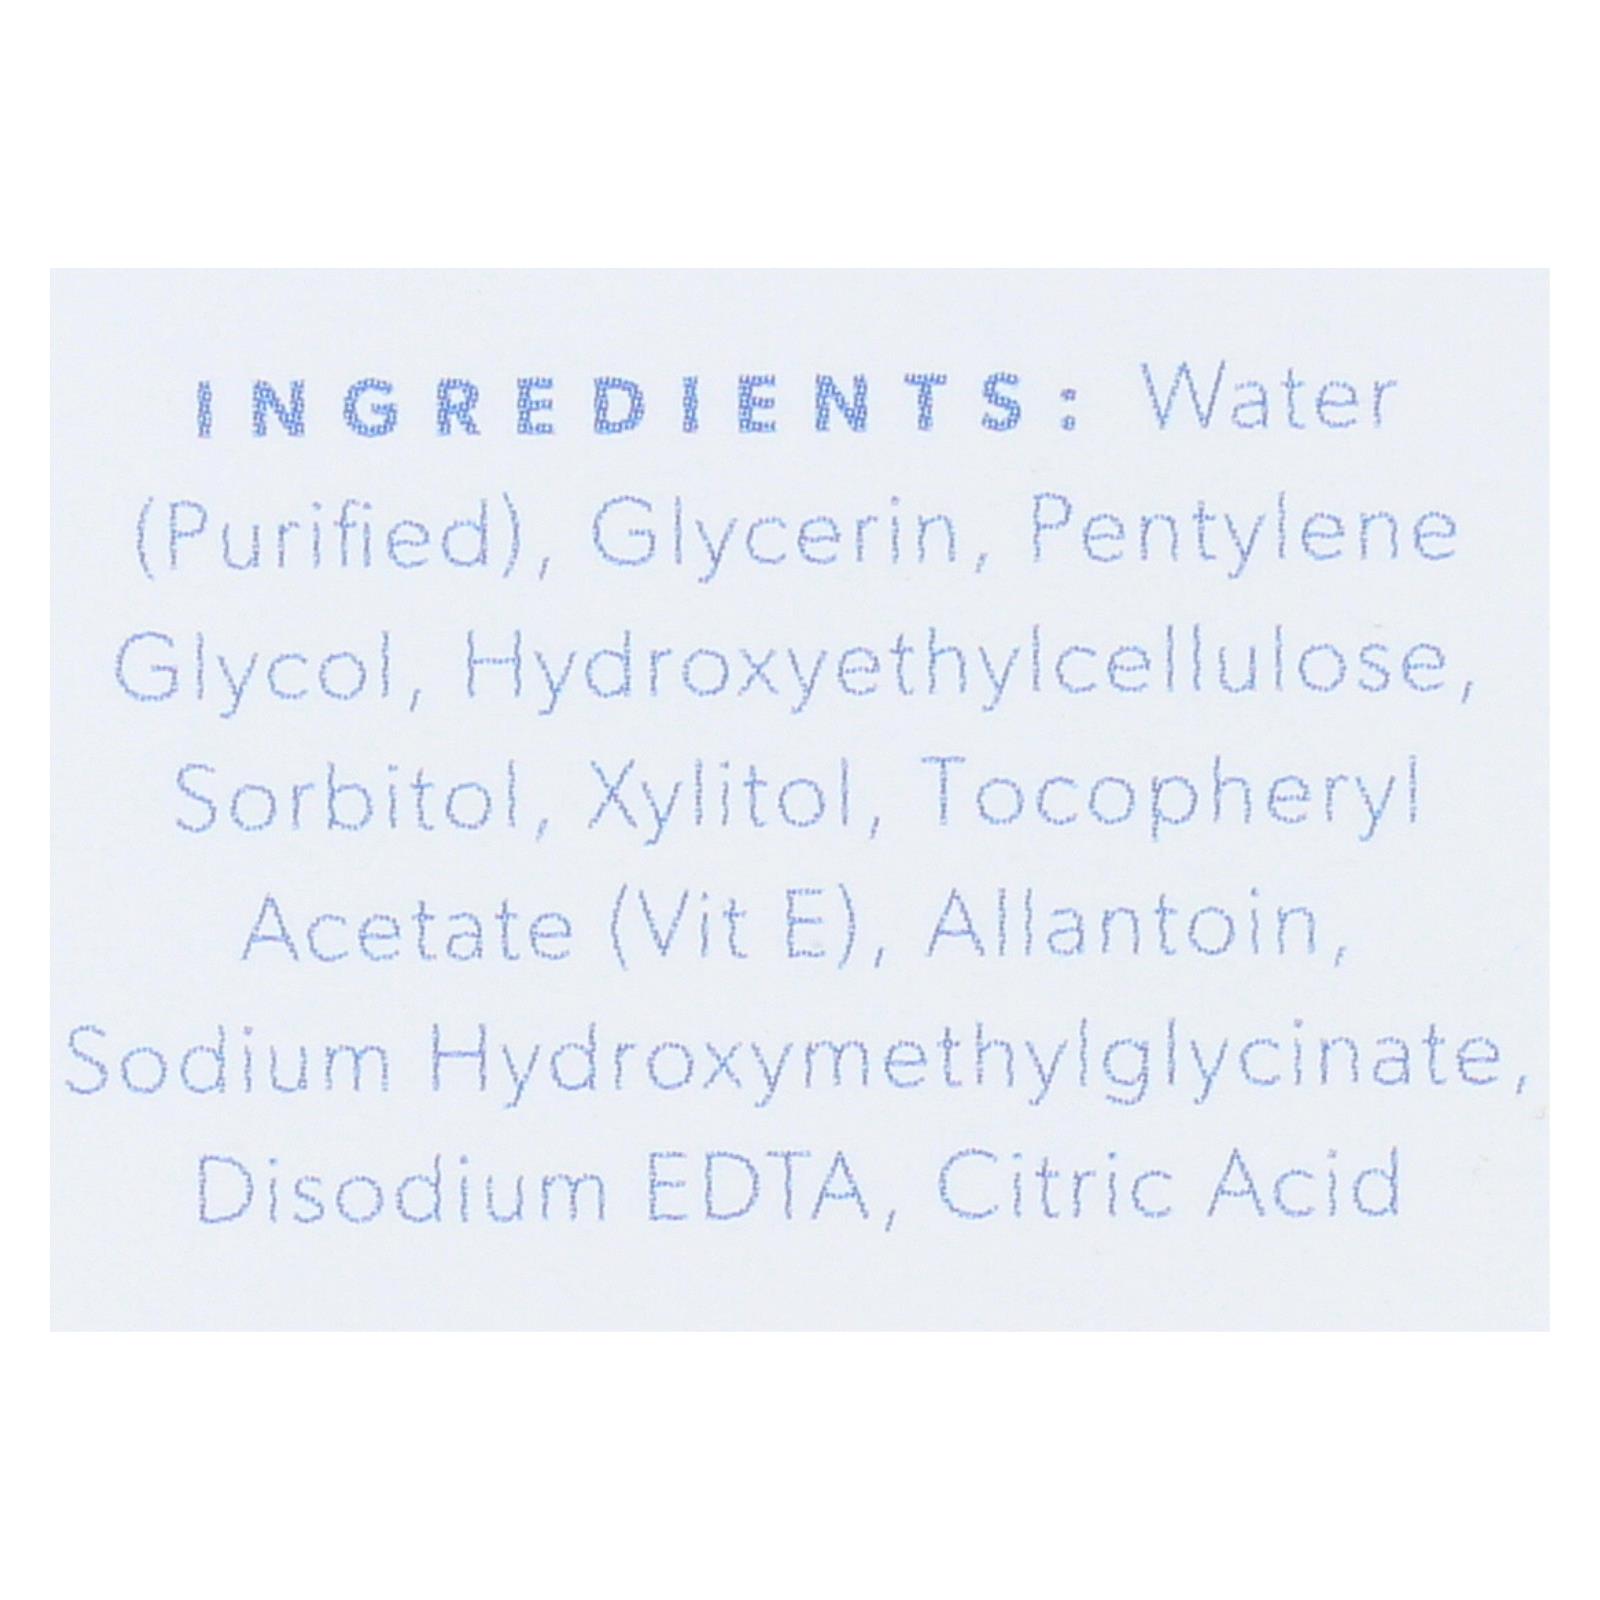 INGREDIENTS: Water
(Purified), Glycerin, Pentylene
Glycol, Hydroxyethylcellulose,
Sorbitol, Xylitol, Tocopheryl
Acetate (Vit E), Allantoin,
Sodium Hydroxymethylglycinate,
Disodium EDTA, Citric Acid